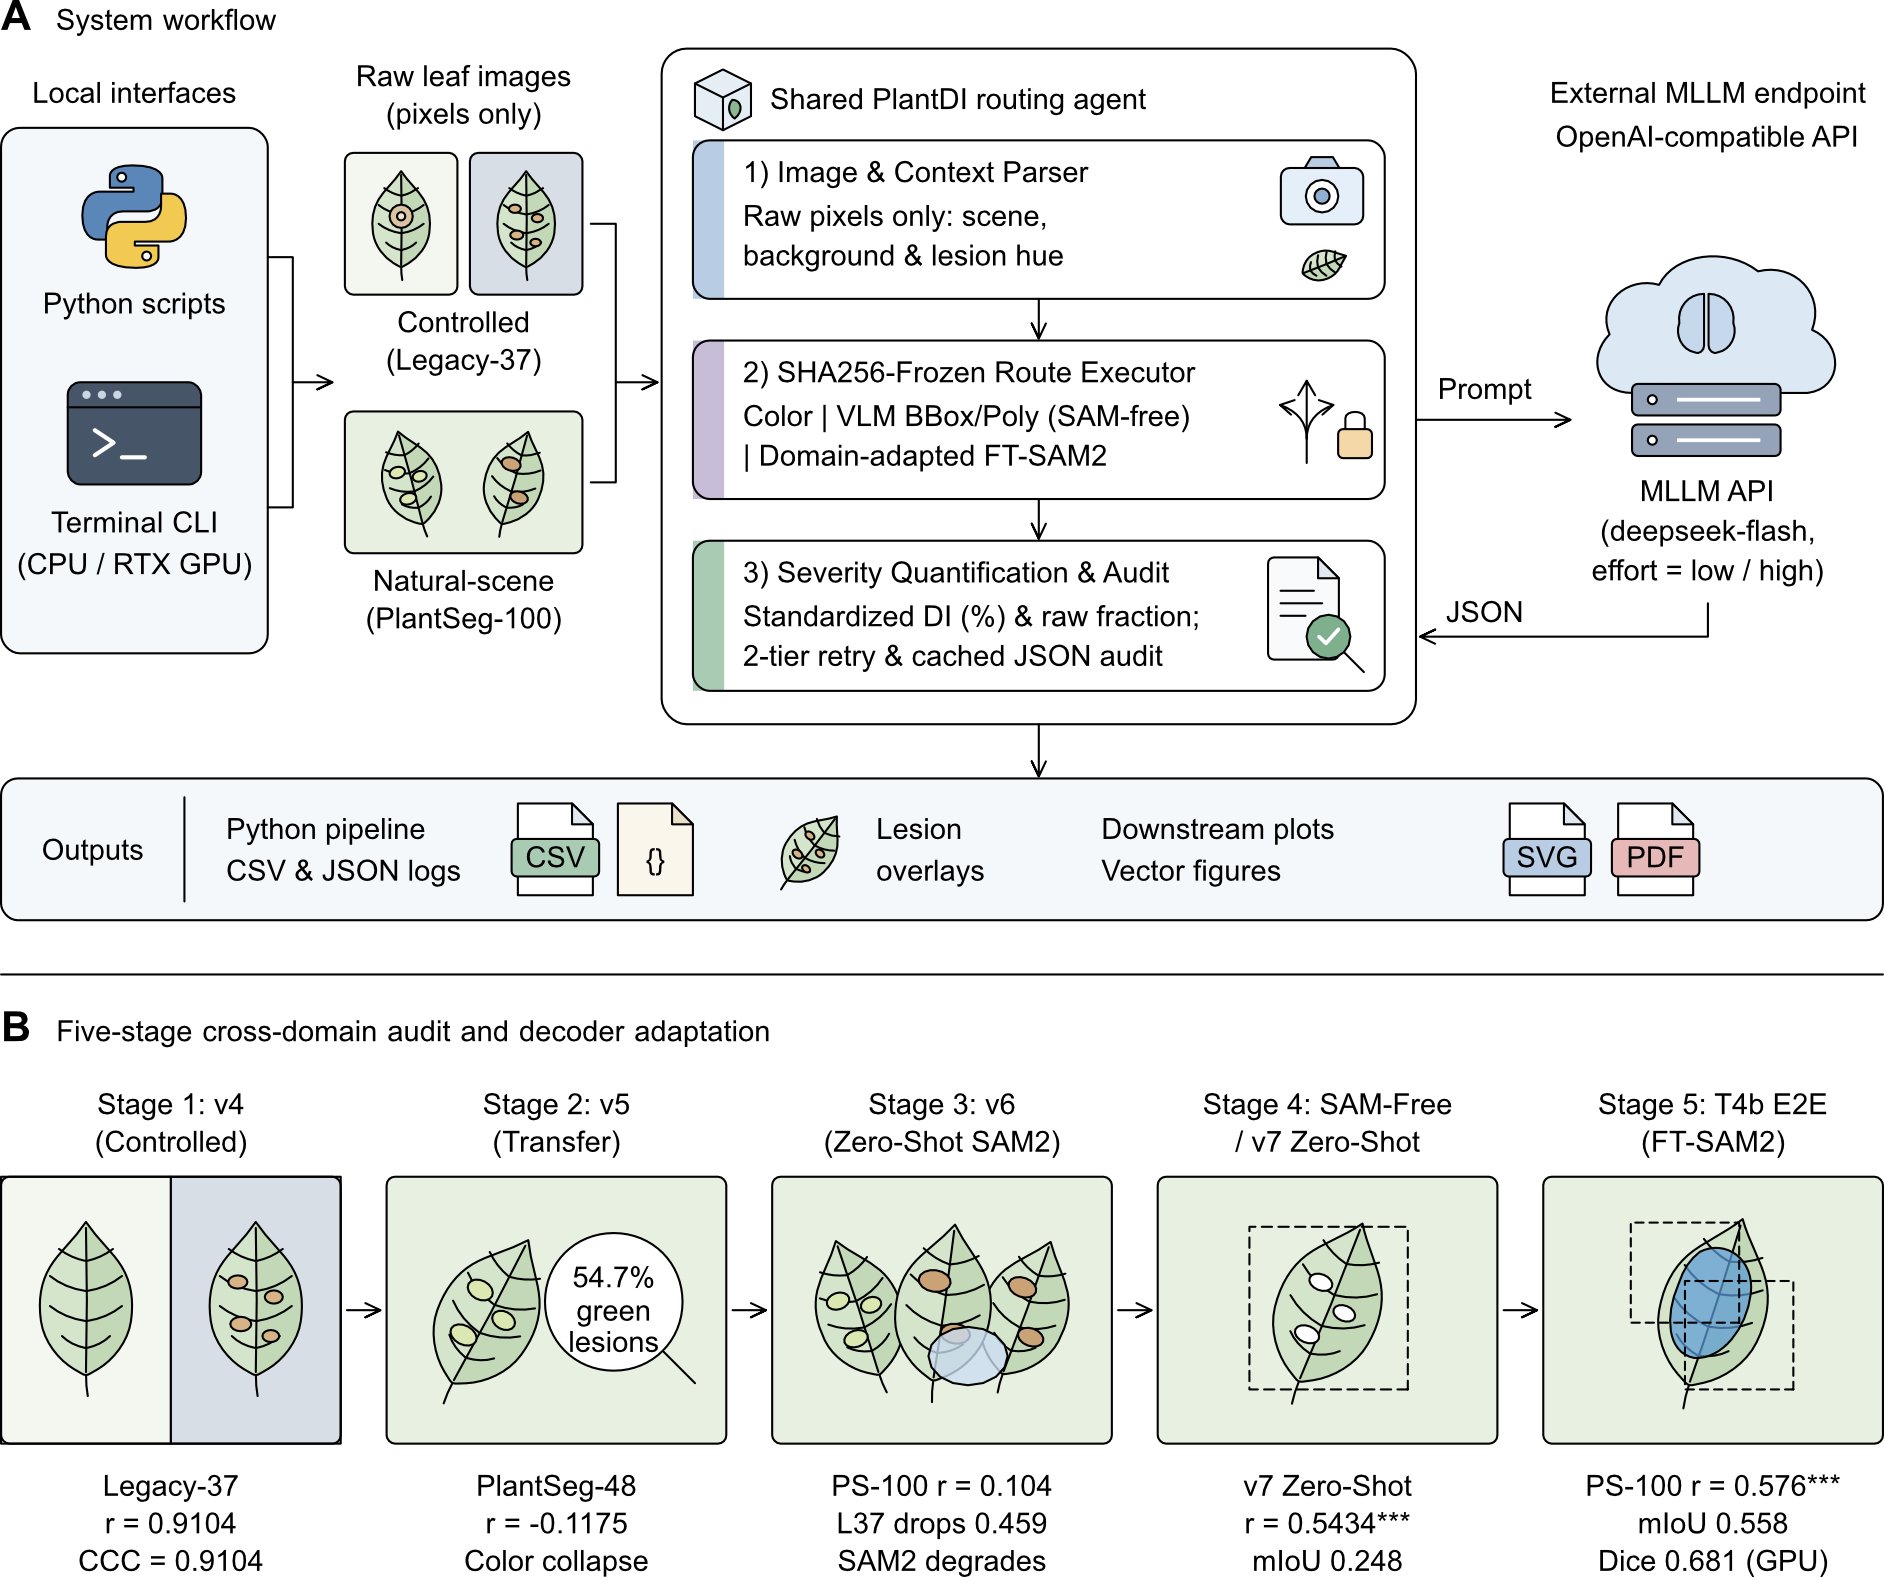 A System workflow
Local interfaces
Python scripts
Terminal CLI
(CPU / RTX GPU)
Raw leaf images
(pixels only)
Controlled
(Legacy-37)
Natural-scene
(PlantSeg-100)
Shared PlantDI routing agent
1) Image & Context Parser
Raw pixels only: scene,
background & lesion hue
2) SHA256-Frozen Route Executor
Color | VLM BBox/Poly (SAM-free)
| Domain-adapted FT-SAM2
3) Severity Quantification & Audit
Standardized DI (%) & raw fraction;
2-tier retry & cached JSON audit
External MLLM endpoint
OpenAI-compatible API
Prompt
MLLM API
(deepseek-flash,
effort = low / high)
JSON
Outputs
Python pipeline
CSV & JSON logs
CSV
{}
Lesion
overlays
Downstream plots
Vector figures
SVG
PDF
B Five-stage cross-domain audit and decoder adaptation
Stage 1: v4
(Controlled)
Legacy-37
r = 0.9104
CCC = 0.9104
Stage 2: v5
(Transfer)
54.7%
green
lesions
PlantSeg-48
r = -0.1175
Color collapse
Stage 3: v6
(Zero-Shot SAM2)
PS-100 r = 0.104
L37 drops 0.459
SAM2 degrades
Stage 4: SAM-Free
/ v7 Zero-Shot
v7 Zero-Shot
r = 0.5434***
mIoU 0.248
Stage 5: T4b E2E
(FT-SAM2)
PS-100 r = 0.576***
mIoU 0.558
Dice 0.681 (GPU)